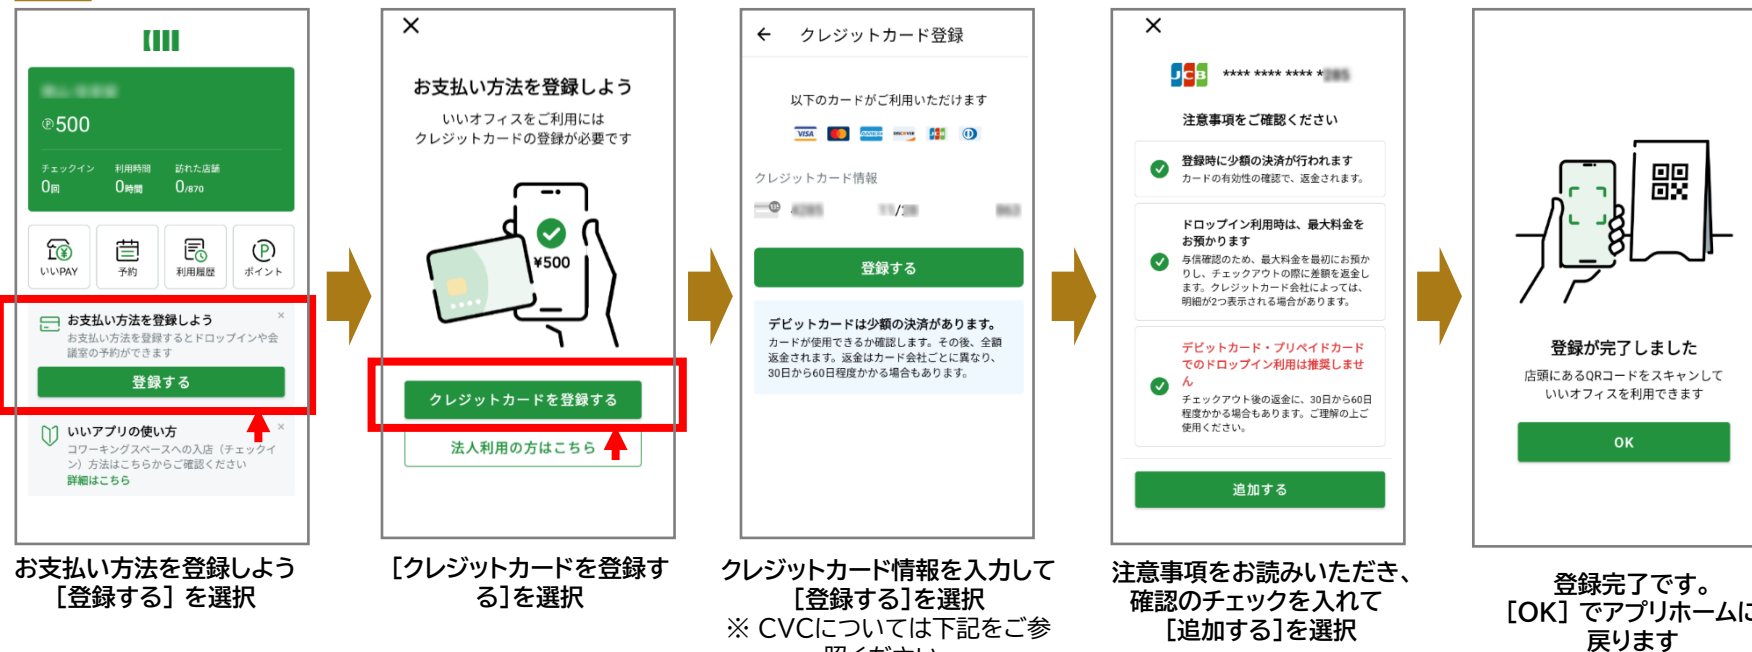 Ⓟ500
チェックイン 利用時間 訪れた店舗
0回 0時間 0/870
いいPAY 予約 利用履歴 ポイント
お支払い方法を登録しよう ×
お支払い方法を登録するとドロップインや会
議室の予約ができます
登録する
いいアプリの使い方 ×
コワーキングスペースへの入店（チェックイ
ン）方法はこちらからご確認ください
詳細はこちら
お支払い方法を登録しよう
[登録する] を選択
×
お支払い方法を登録しよう
いいオフィスをご利用には
クレジットカードの登録が必要です
¥500
クレジットカードを登録する
法人利用の方はこちら
[クレジットカードを登録す
る]を選択
← クレジットカード登録
以下のカードがご利用いただけます
VISA DISCOVER JCB
クレジットカード情報
11/28
登録する
デビットカードは少額の決済があります。
カードが使用できるか確認します。その後、全額
返金されます。返金はカード会社ごとに異なり、
30日から60日程度かかる場合もあります。
クレジットカード情報を入力して
[登録する]を選択
※ CVCについては下記をご参
照ください
×
JCB **** **** **** *285
注意事項をご確認ください
登録時に少額の決済が行われます
カードの有効性の確認で、返金されます。
ドロップイン利用時は、最大料金を
お預かります
与信確認のため、最大料金を最初にお預か
りし、チェックアウトの際に差額を返金し
ます。クレジットカード会社によっては、
明細が2つ表示される場合があります。
デビットカード・プリペイドカード
でのドロップイン利用は推奨しませ
ん
チェックアウト後の返金に、30日から60日
程度かかる場合もあります。ご理解の上ご
使用ください。
追加する
注意事項をお読みいただき、
確認のチェックを入れて
[追加する]を選択
登録が完了しました
店頭にあるQRコードをスキャンして
いいオフィスを利用できます
OK
登録完了です。
[OK] でアプリホームに
戻ります